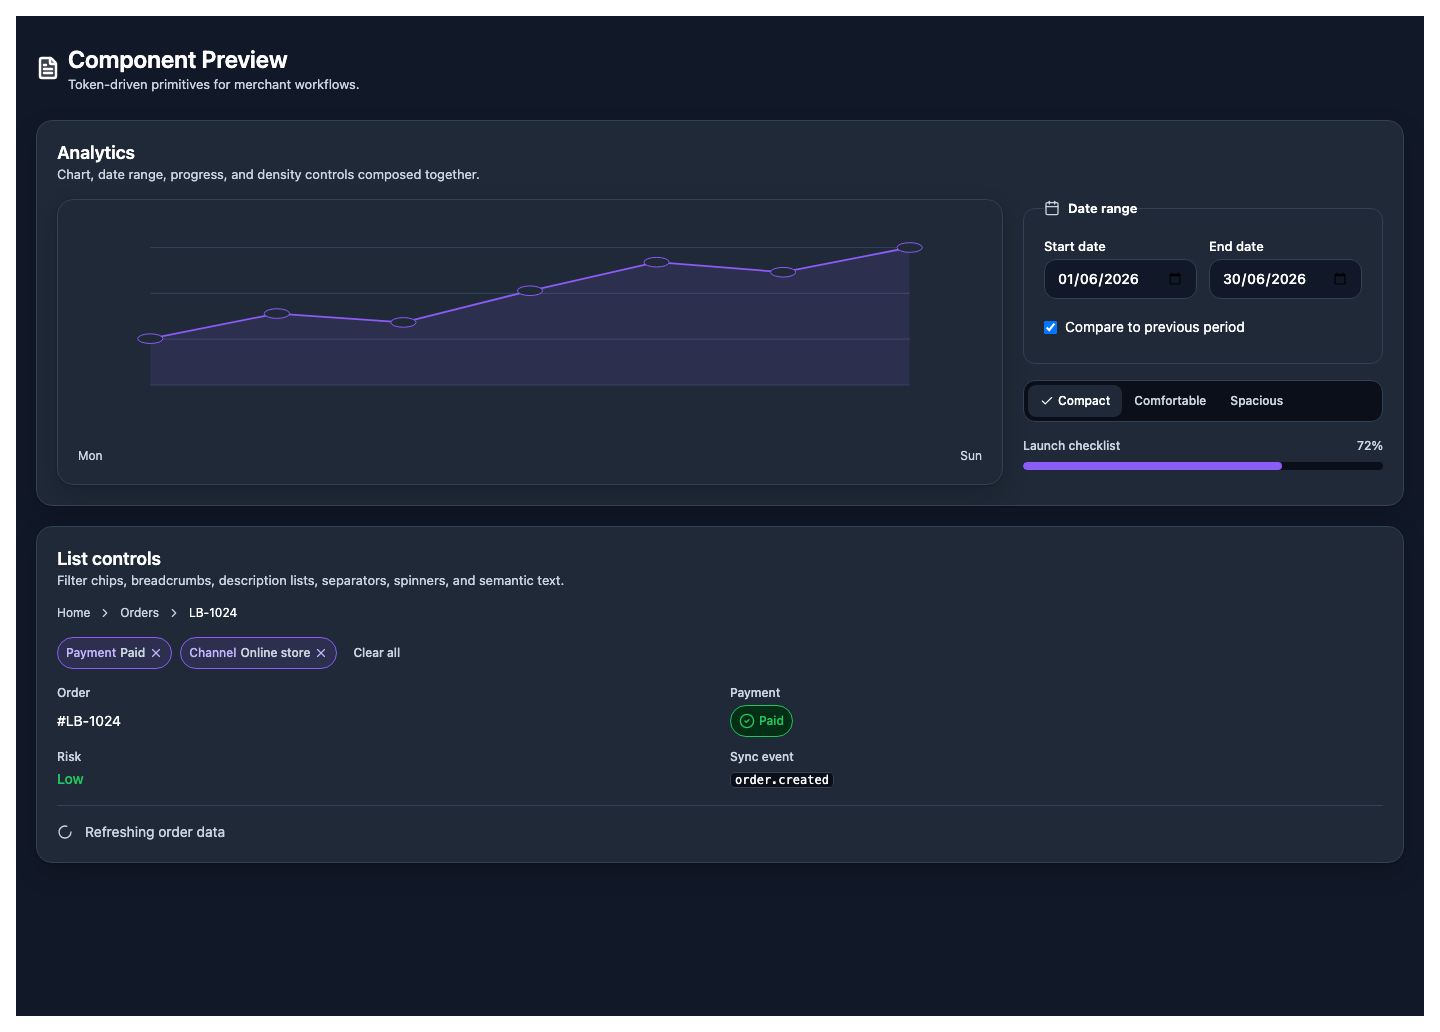 Component Preview
Token-driven primitives for merchant workflows.
Analytics
Chart, date range, progress, and density controls composed together.
Mon
Sun
Date range
Start date
End date
01/06/2026
30/06/2026
Compare to previous period
Compact
Comfortable
Spacious
Launch checklist
72%
List controls
Filter chips, breadcrumbs, description lists, separators, spinners, and semantic text.
Home
Orders
LB-1024
Payment Paid
Channel Online store
Clear all
Order
#LB-1024
Payment
Paid
Risk
Low
Sync event
order.created
Refreshing order data